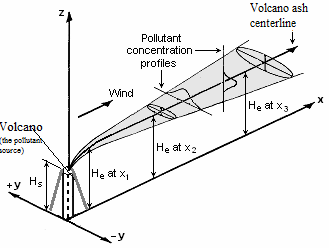 z
Volcano ash
centerline
Pollutant
concentration
profiles
Wind
x
Volcano
(the pollutant
source)
He at x3
He at x2
He at x1
Hs
+y
–y